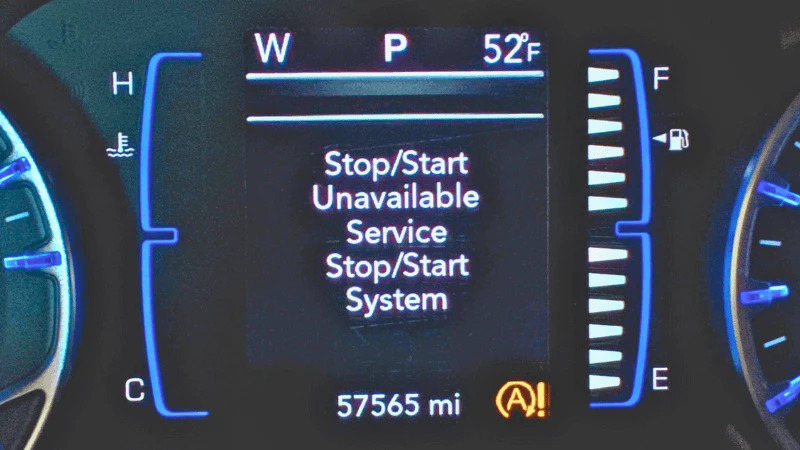 W P 52°F
H F
Stop/Start
Unavailable
Service
Stop/Start
System
C E
57565 mi A!